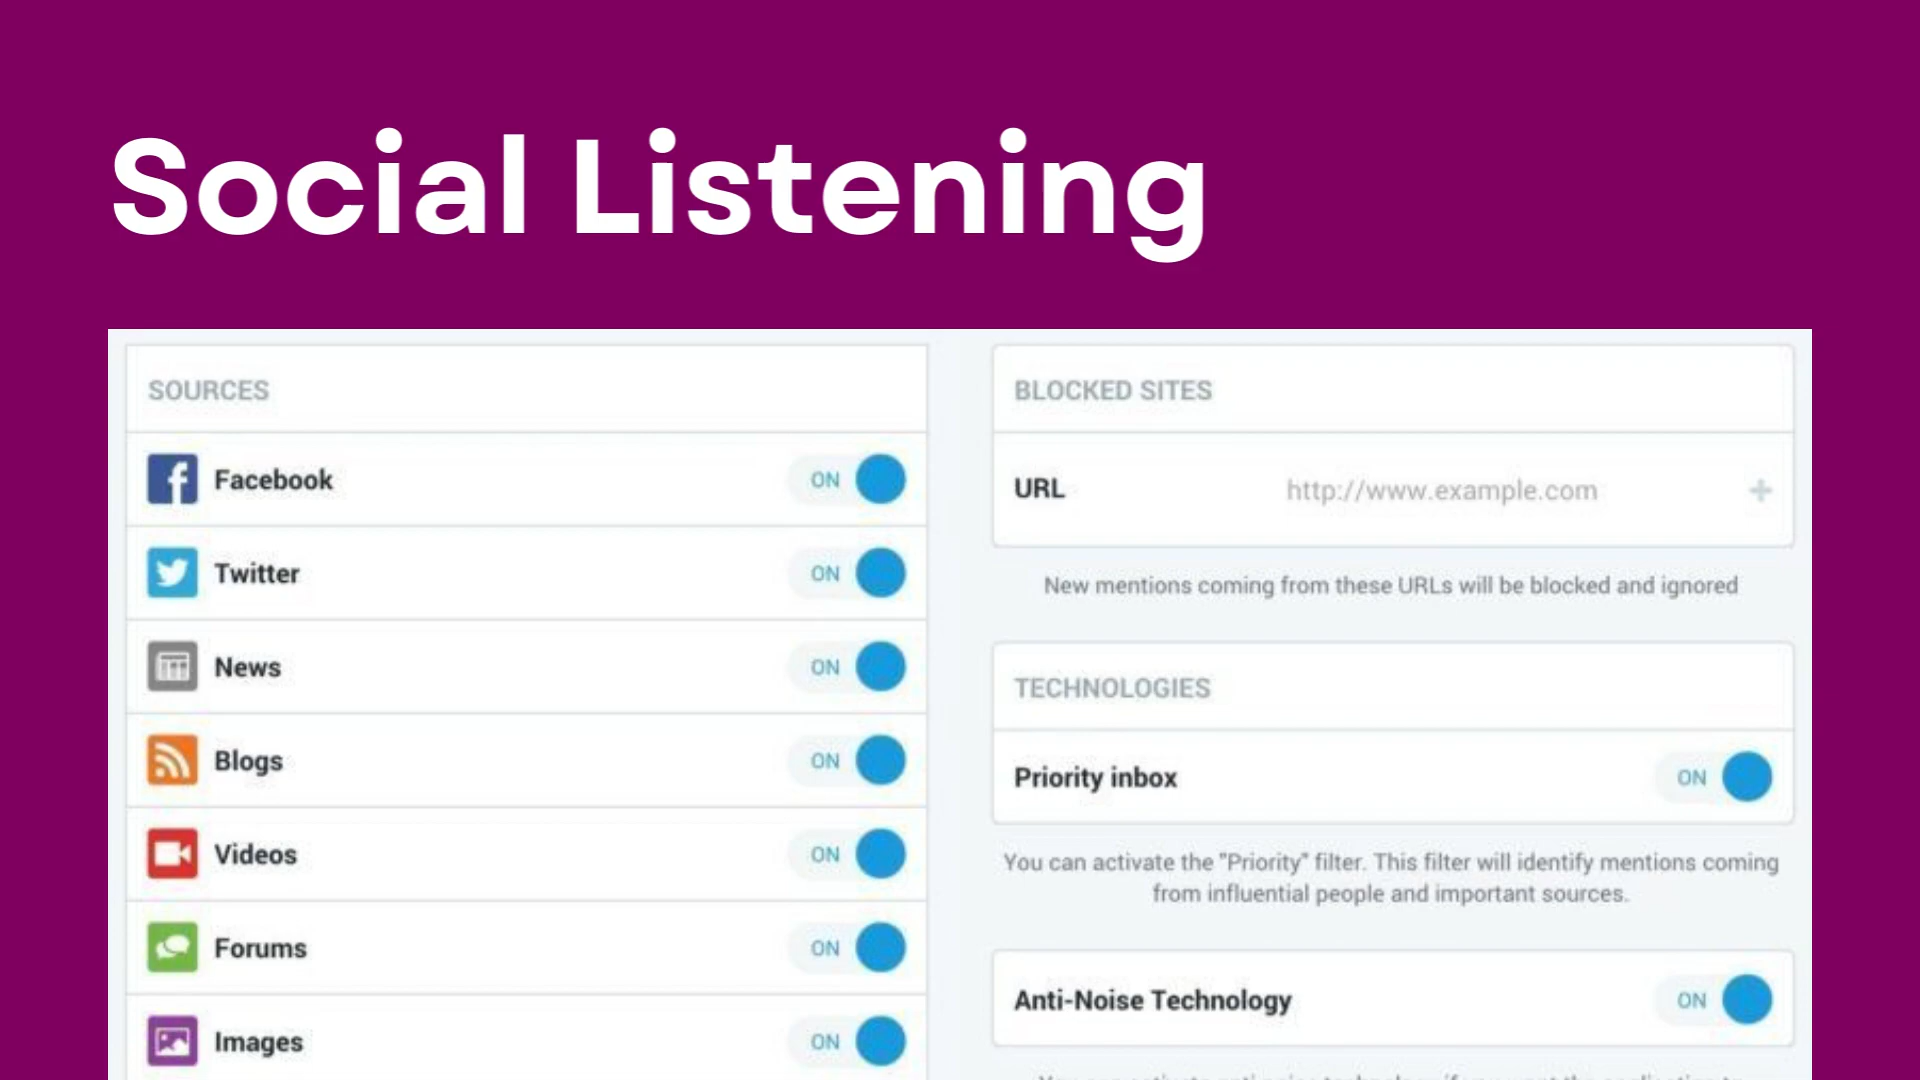 Social Listening
SOURCES
Facebook ON
Twitter ON
News ON
Blogs ON
Videos ON
Forums ON
Images ON
BLOCKED SITES
URL http://www.example.com +
New mentions coming from these URLs will be blocked and ignored
TECHNOLOGIES
Priority inbox ON
You can activate the "Priority" filter. This filter will identify mentions coming
from influential people and important sources.
Anti-Noise Technology ON